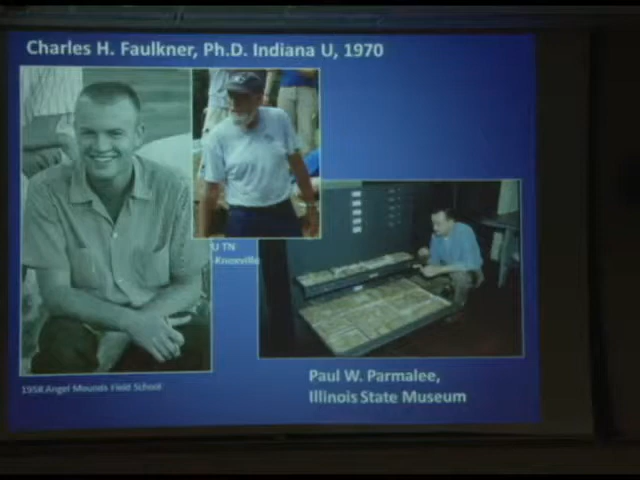 Charles H. Faulkner, Ph.D. Indiana U, 1970
U TN
-Knoxville
1958 Angel Mounds Field School
Paul W. Parmalee,
Illinois State Museum